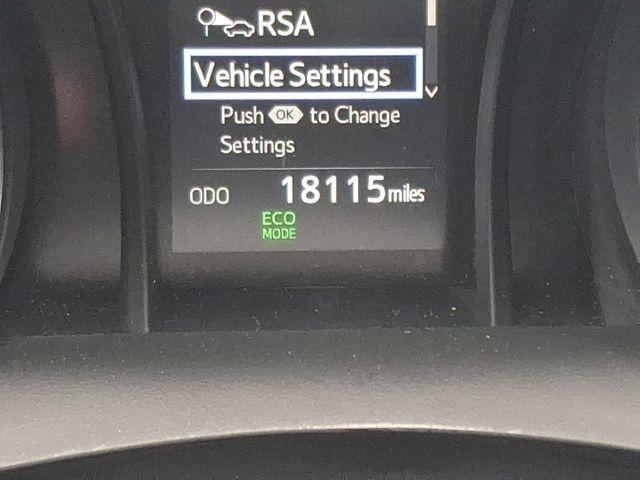 RSA
Vehicle Settings
Push OK to Change
Settings
ODO 18115 miles
ECO
MODE